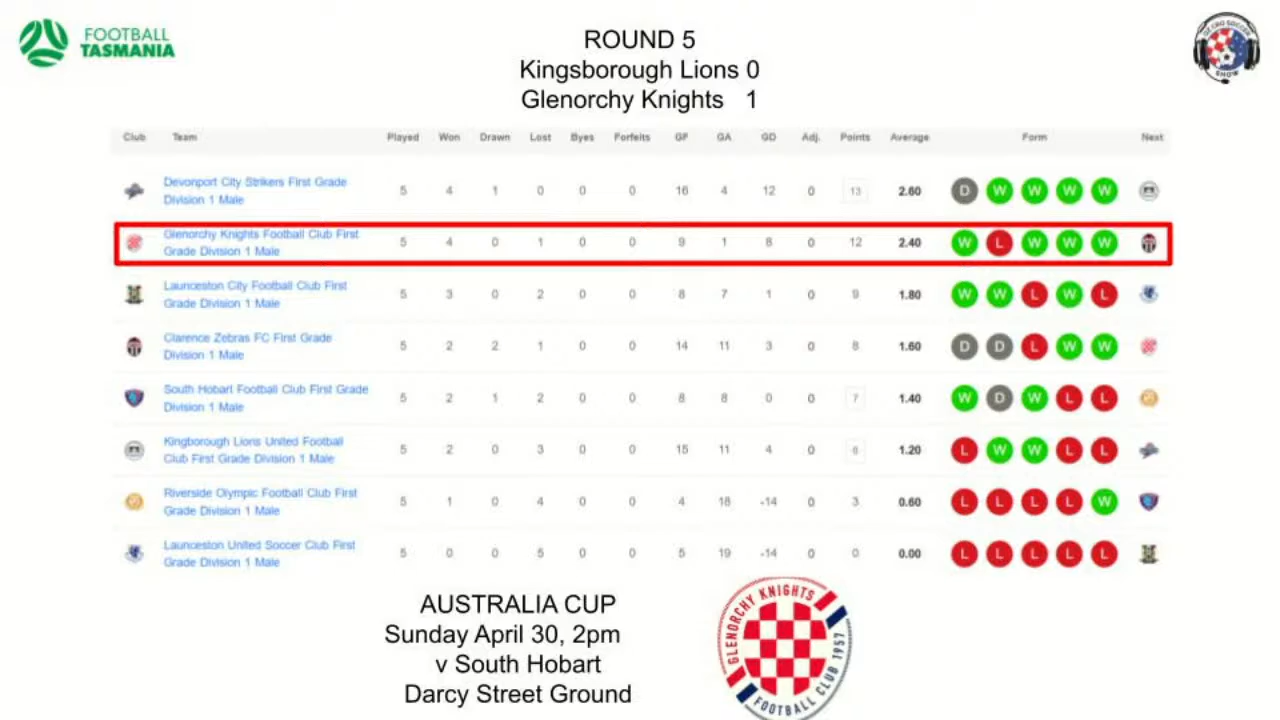 FOOTBALL
TASMANIA
OZ CRO SOCCER
SHOW
ROUND 5
Kingsborough Lions 0
Glenorchy Knights 1
Club Team Played Won Drawn Lost Byes Forfeits GF GA GD Adj. Points Average Form Next
Devonport City Strikers First Grade
Division 1 Male 5 4 1 0 0 0 16 4 12 0 13 2.60 D W W W W
Glenorchy Knights Football Club First
Grade Division 1 Male 5 4 0 1 0 0 9 1 8 0 12 2.40 W L W W W
Launceston City Football Club First
Grade Division 1 Male 5 3 0 2 0 0 8 7 1 0 9 1.80 W W L W L
Clarence Zebras FC First Grade
Division 1 Male 5 2 2 1 0 0 14 11 3 0 8 1.60 D D L W W
South Hobart Football Club First Grade
Division 1 Male 5 2 1 2 0 0 8 8 0 0 7 1.40 W D W L L
Kingborough Lions United Football
Club First Grade Division 1 Male 5 2 0 3 0 0 15 11 4 0 6 1.20 L W W L L
Riverside Olympic Football Club First
Grade Division 1 Male 5 1 0 4 0 0 4 18 -14 0 3 0.60 L L L L W
Launceston United Soccer Club First
Grade Division 1 Male 5 0 0 5 0 0 5 19 -14 0 0 0.00 L L L L L
AUSTRALIA CUP
Sunday April 30, 2pm
v South Hobart
Darcy Street Ground
GLENORCHY KNIGHTS
FOOTBALL CLUB 1957